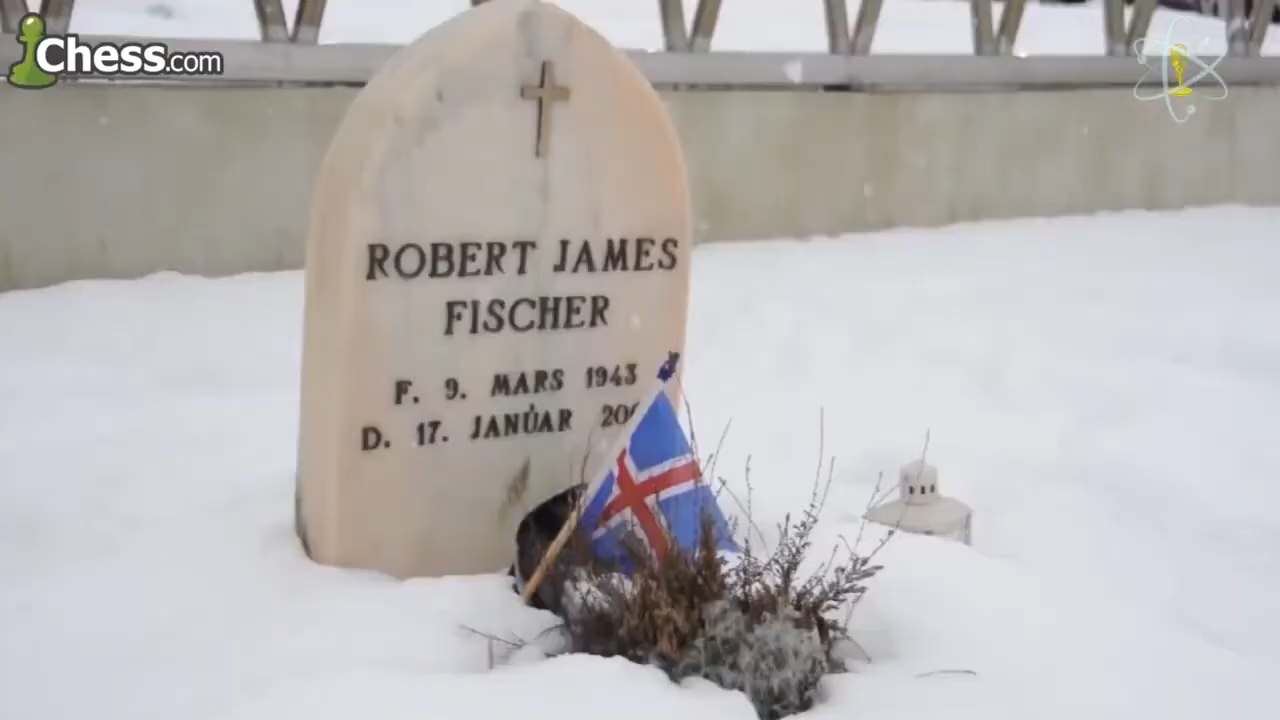 Chess.com
ROBERT JAMES
FISCHER
F. 9. MARS 1943
D. 17. JANÚAR